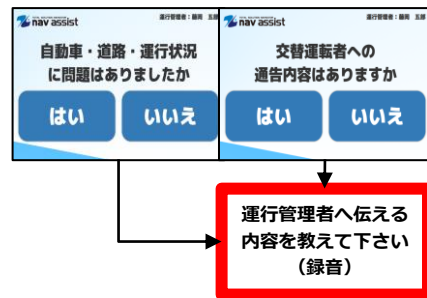 nav assist
運行管理者：藤岡 五郎
自動車・道路・運行状況
に問題はありましたか
はい
いいえ
nav assist
運行管理者：藤岡 五郎
交替運転者への
通告内容はありますか
はい
いいえ
運行管理者へ伝える
内容を教えて下さい
（録音）